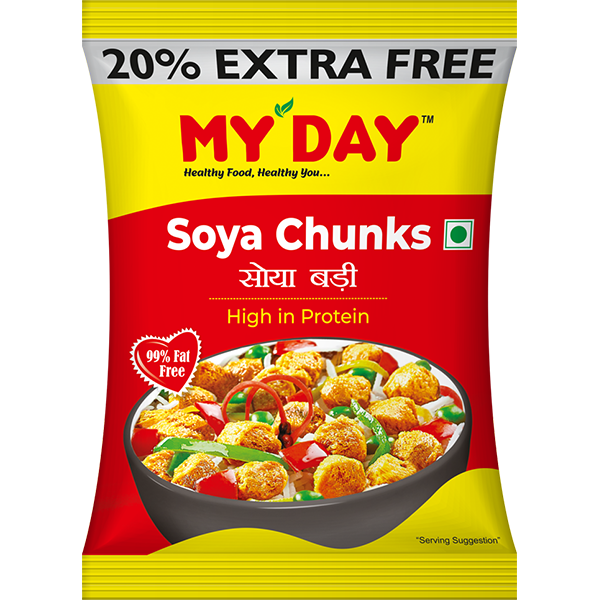 20% EXTRA FREE
MY DAY™
Healthy Food, Healthy You...
Soya Chunks
सोया बड़ी
High in Protein
99% Fat
Free
"Serving Suggestion"